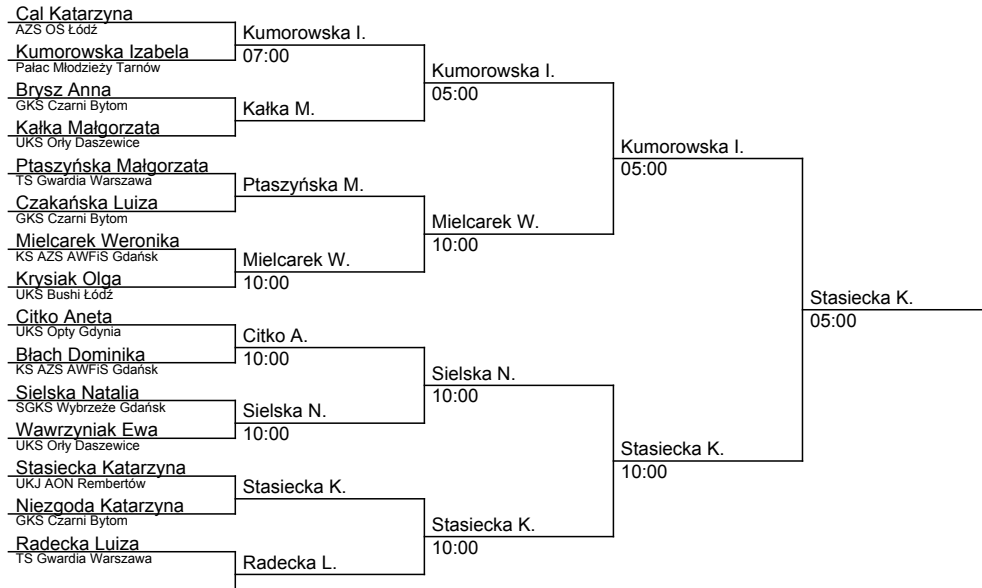 Cal Katarzyna
AZS OŚ Łódź
Kumorowska Izabela
Pałac Młodzieży Tarnów
Brysz Anna
GKS Czarni Bytom
Kałka Małgorzata
UKS Orły Daszewice
Ptaszyńska Małgorzata
TS Gwardia Warszawa
Czakańska Luiza
GKS Czarni Bytom
Mielcarek Weronika
KS AZS AWFiS Gdańsk
Krysiak Olga
UKS Bushi Łódź
Citko Aneta
UKS Opty Gdynia
Błach Dominika
KS AZS AWFiS Gdańsk
Sielska Natalia
SGKS Wybrzeże Gdańsk
Wawrzyniak Ewa
UKS Orły Daszewice
Stasiecka Katarzyna
UKJ AON Rembertów
Niezgoda Katarzyna
GKS Czarni Bytom
Radecka Luiza
TS Gwardia Warszawa
Kumorowska I.
07:00
Kałka M.
Ptaszyńska M.
Mielcarek W.
10:00
Citko A.
10:00
Sielska N.
10:00
Stasiecka K.
Radecka L.
Kumorowska I.
05:00
Mielcarek W.
10:00
Sielska N.
10:00
Stasiecka K.
10:00
Kumorowska I.
05:00
Stasiecka K.
10:00
Stasiecka K.
05:00